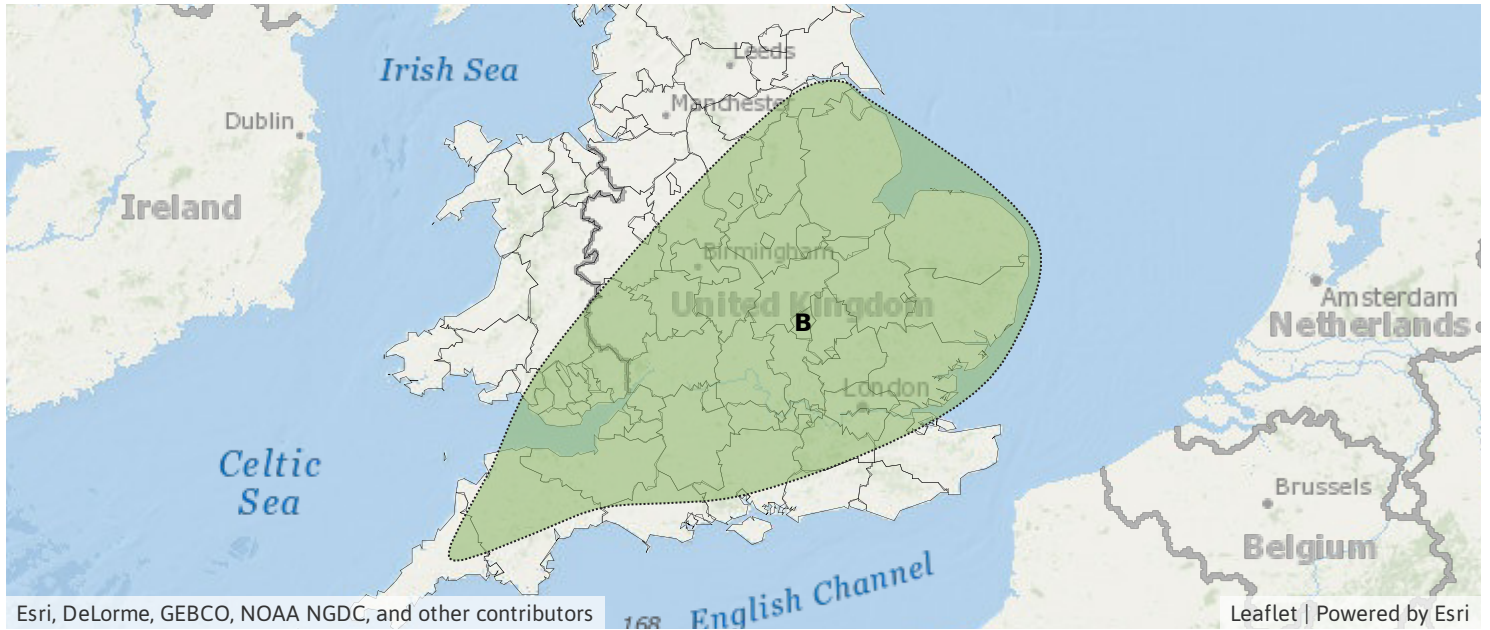 Leeds
Irish Sea
Manchester
Dublin
Ireland
Birmingham
United Kingdom
B
Amsterdam
Netherlands
London
Celtic
Sea
Brussels
Belgium
English Channel
168
Esri, DeLorme, GEBCO, NOAA NGDC, and other contributors
Leaflet | Powered by Esri